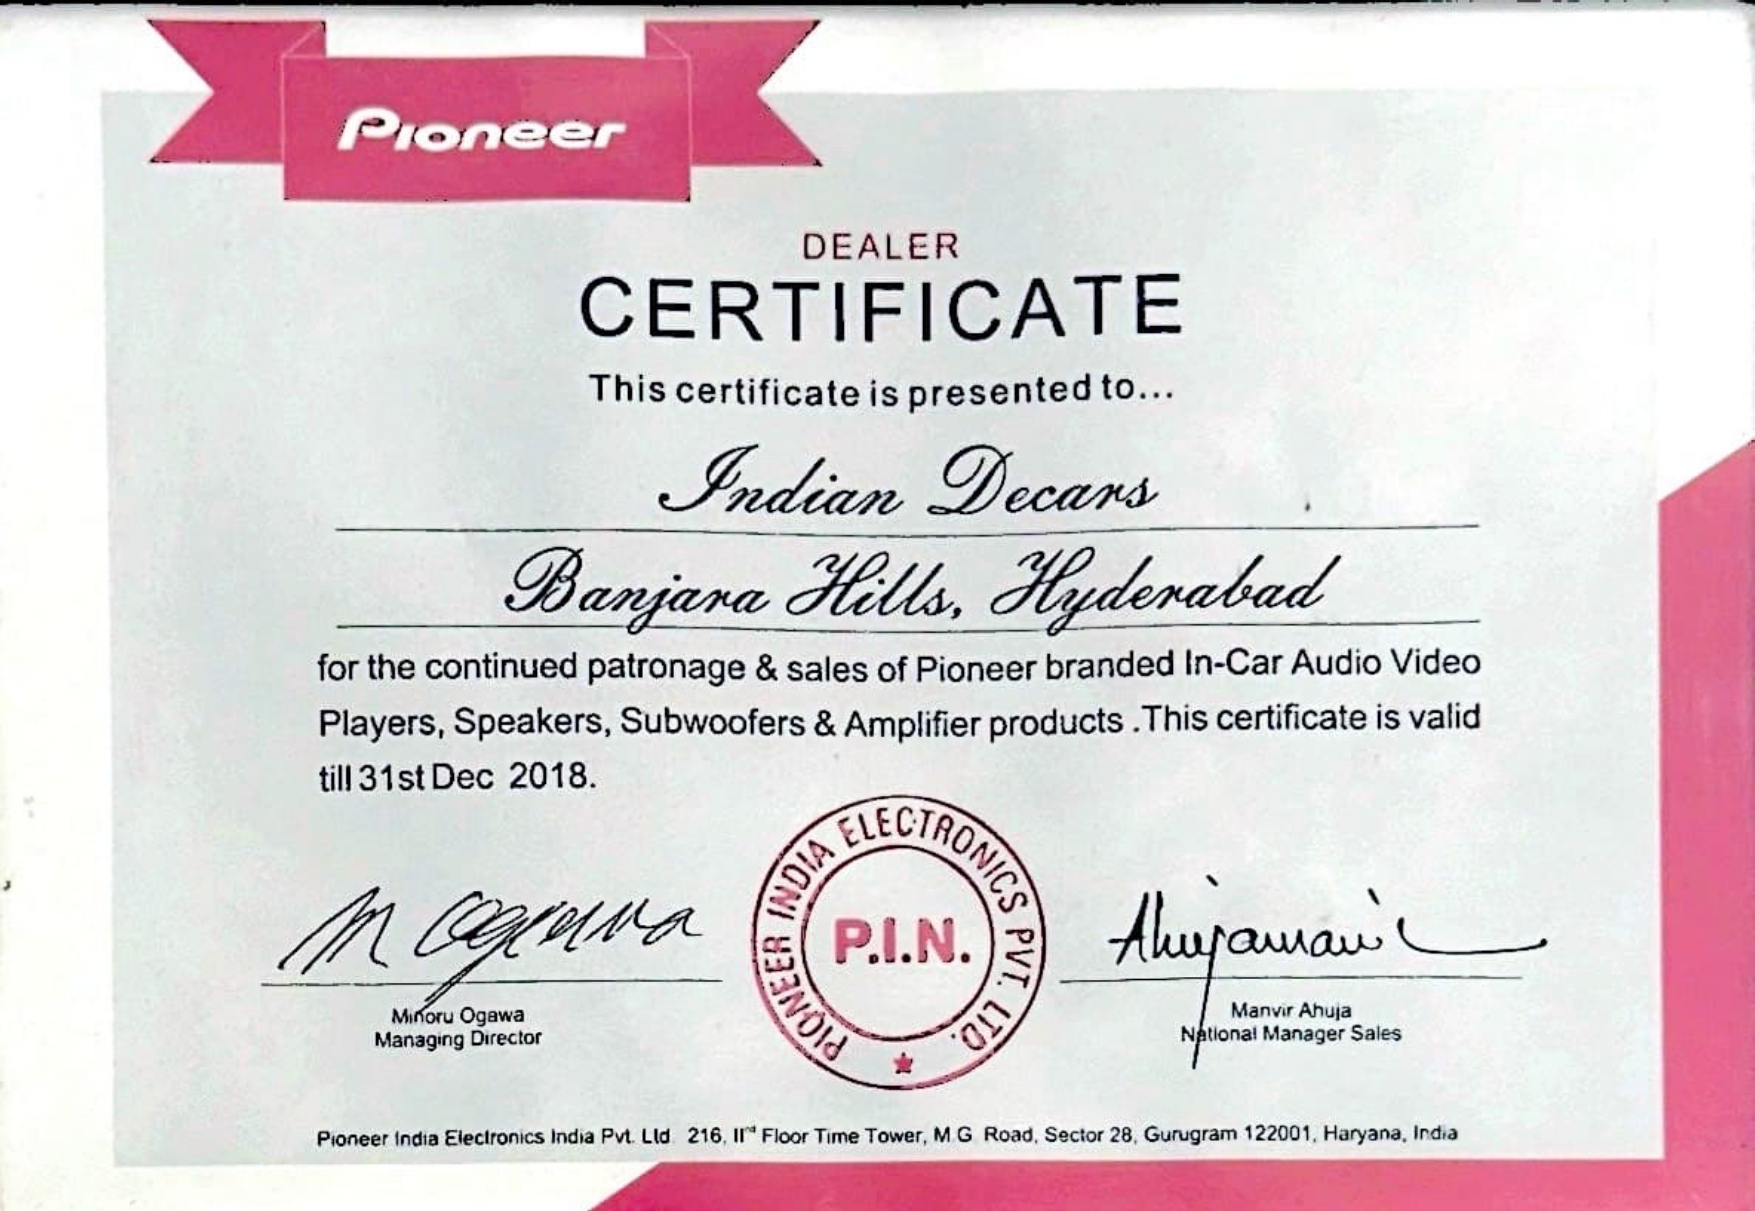 Pioneer
DEALER
CERTIFICATE
This certificate is presented to...
Indian Decars
Banjara Hills, Hyderabad
for the continued patronage & sales of Pioneer branded In-Car Audio Video
Players, Speakers, Subwoofers & Amplifier products .This certificate is valid
till 31st Dec 2018.
PIONEER INDIA ELECTRONICS PVT. LTD.
P.I.N.
M Ogawa
Minoru Ogawa
Managing Director
Ahujamanvir
Manvir Ahuja
National Manager Sales
Pioneer India Electronics India Pvt. Ltd. 216, IInd Floor Time Tower, M.G. Road, Sector 28, Gurugram 122001, Haryana, India